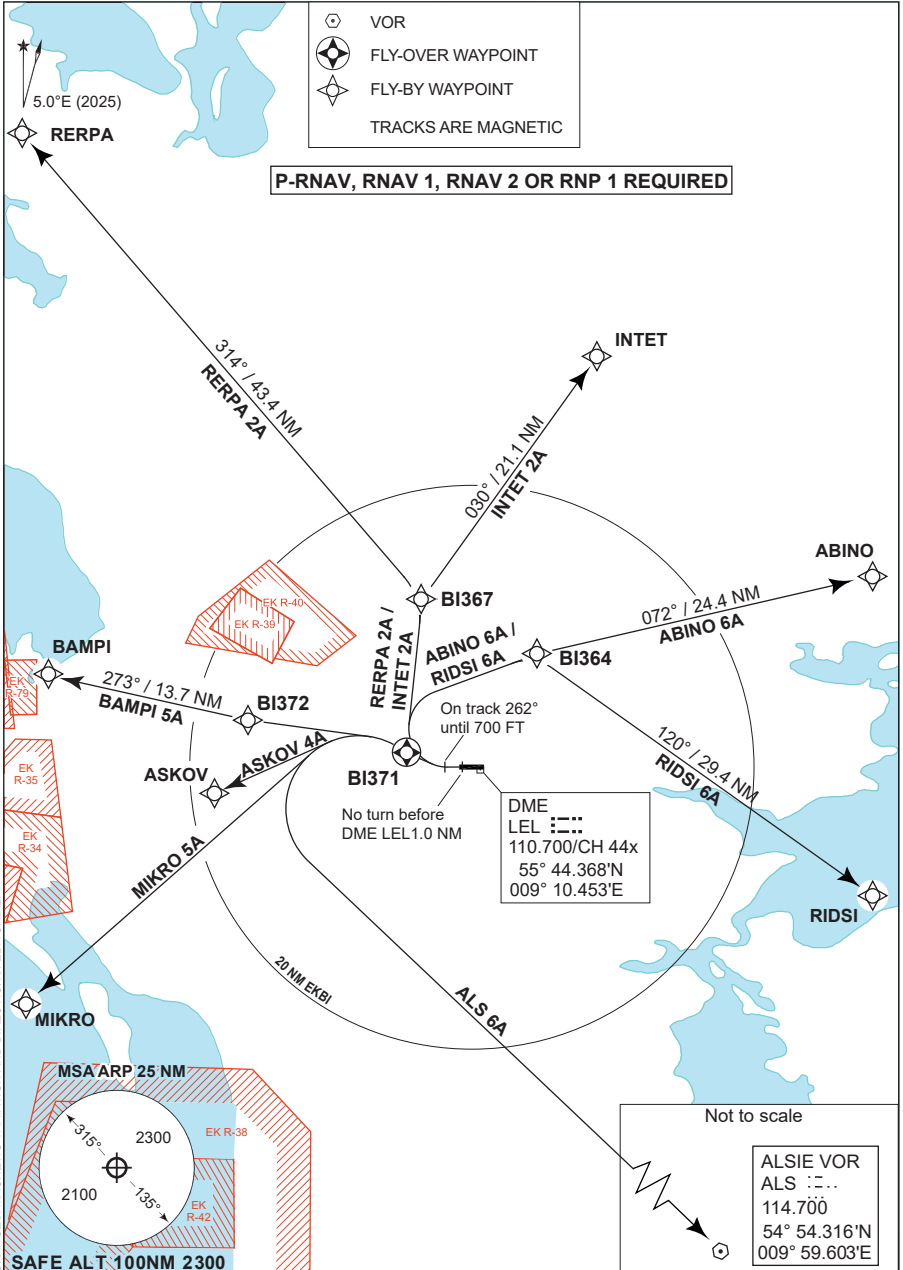 VOR
FLY-OVER WAYPOINT
FLY-BY WAYPOINT
TRACKS ARE MAGNETIC
5.0°E (2025)
RERPA
P-RNAV, RNAV 1, RNAV 2 OR RNP 1 REQUIRED
INTET
314° / 43.4 NM
RERPA 2A
030° / 21.1 NM
INTET 2A
ABINO
EK R-40
EK R-39
BI367
072° / 24.4 NM
ABINO 6A
RERPA 2A /
INTET 2A
ABINO 6A /
RIDSI 6A
BI364
BAMPI
EK
R-79
273° / 13.7 NM
BAMPI 5A
BI372
On track 262°
until 700 FT
120° / 29.4 NM
RIDSI 6A
ASKOV
ASKOV 4A
BI371
EK
R-35
No turn before
DME LEL1.0 NM
DME
LEL
110.700/CH 44x
55° 44.368'N
009° 10.453'E
EK
R-34
MIKRO 5A
RIDSI
20 NM EKBI
ALS 6A
MIKRO
MSA ARP 25 NM
315°
2300
2100
135°
EK R-38
EK
R-42
SAFE ALT 100NM 2300
Not to scale
ALSIE VOR
ALS
114.700
54° 54.316'N
009° 59.603'E